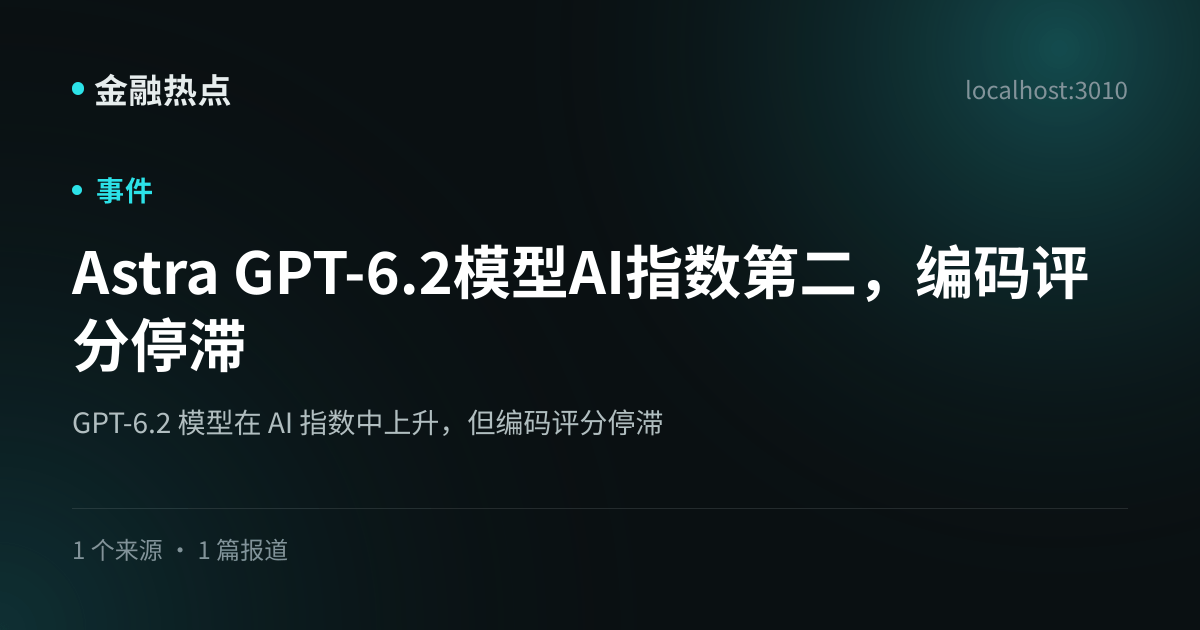 金融热点
localhost:3010
事件
Astra GPT-6.2模型AI指数第二，编码评
分停滞
GPT-6.2 模型在 AI 指数中上升，但编码评分停滞
1 个来源 · 1 篇报道